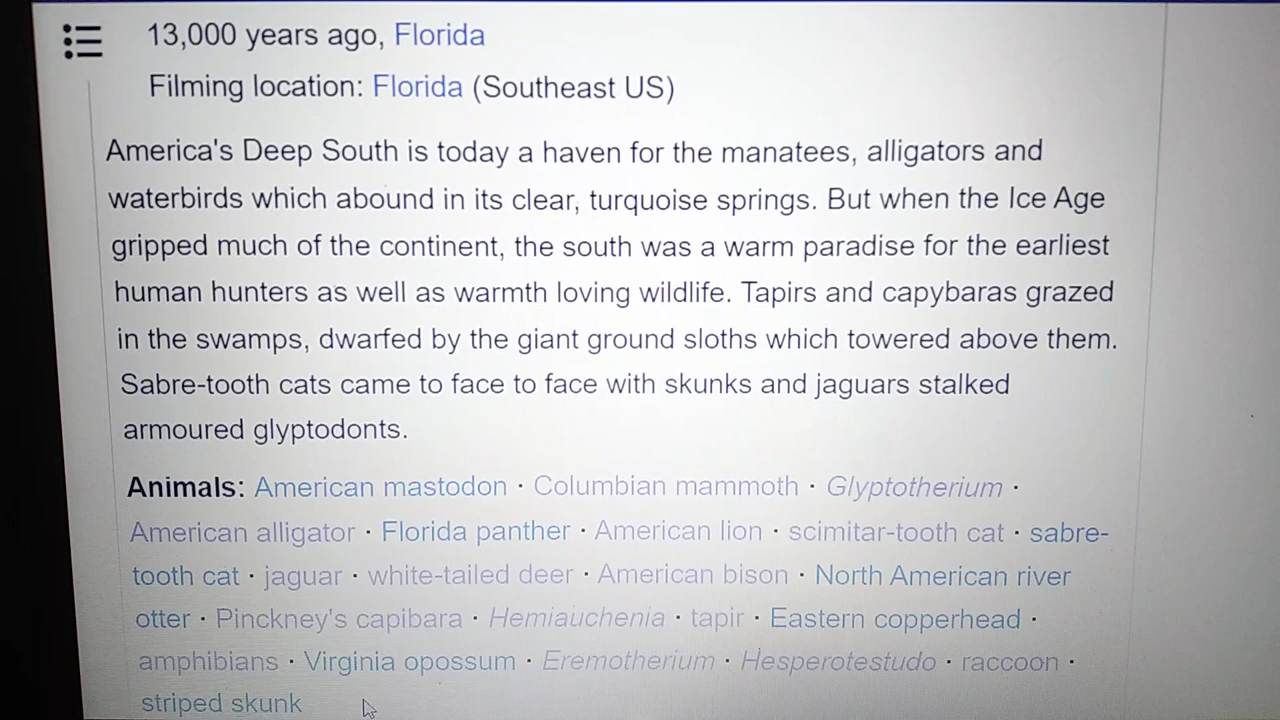 13,000 years ago, Florida
Filming location: Florida (Southeast US)
America's Deep South is today a haven for the manatees, alligators and
waterbirds which abound in its clear, turquoise springs. But when the Ice Age
gripped much of the continent, the south was a warm paradise for the earliest
human hunters as well as warmth loving wildlife. Tapirs and capybaras grazed
in the swamps, dwarfed by the giant ground sloths which towered above them.
Sabre-tooth cats came to face to face with skunks and jaguars stalked
armoured glyptodonts.
Animals: American mastodon · Columbian mammoth · Glyptotherium ·
American alligator · Florida panther · American lion · scimitar-tooth cat · sabre-
tooth cat · jaguar · white-tailed deer · American bison · North American river
otter · Pinckney's capibara · Hemiauchenia · tapir · Eastern copperhead ·
amphibians · Virginia opossum · Eremotherium · Hesperotestudo · raccoon ·
striped skunk